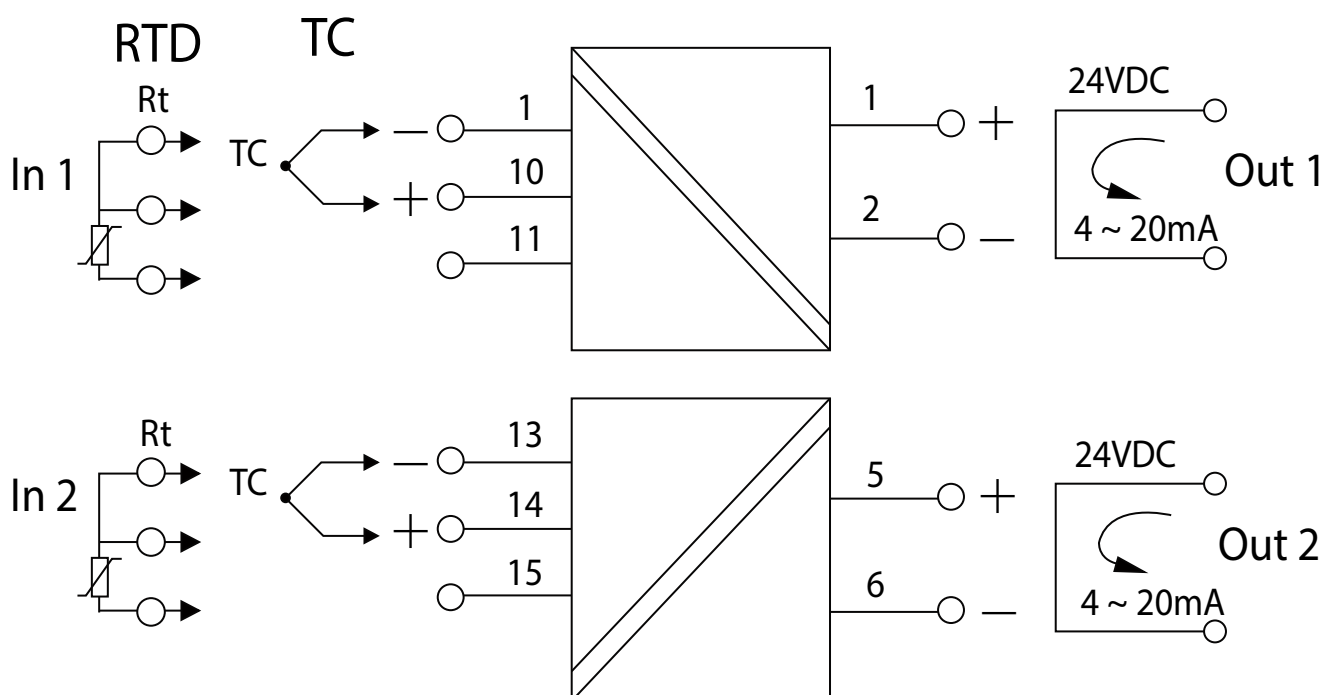 RTD TC
Rt
In 1
TC
− 1
+ 10
11
1 +
2 −
24VDC
4 ~ 20mA
Out 1
Rt
In 2
TC
− 13
+ 14
15
5 +
6 −
24VDC
4 ~ 20mA
Out 2